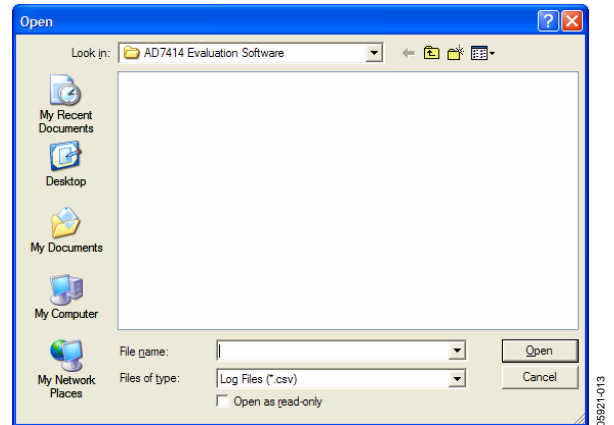 Open
Look in:
AD7414 Evaluation Software
My Recent
Documents
Desktop
My Documents
My Computer
My Network
Places
File name:
Open
Files of type:
Log Files (*.csv)
Cancel
Open as read-only
05921-013